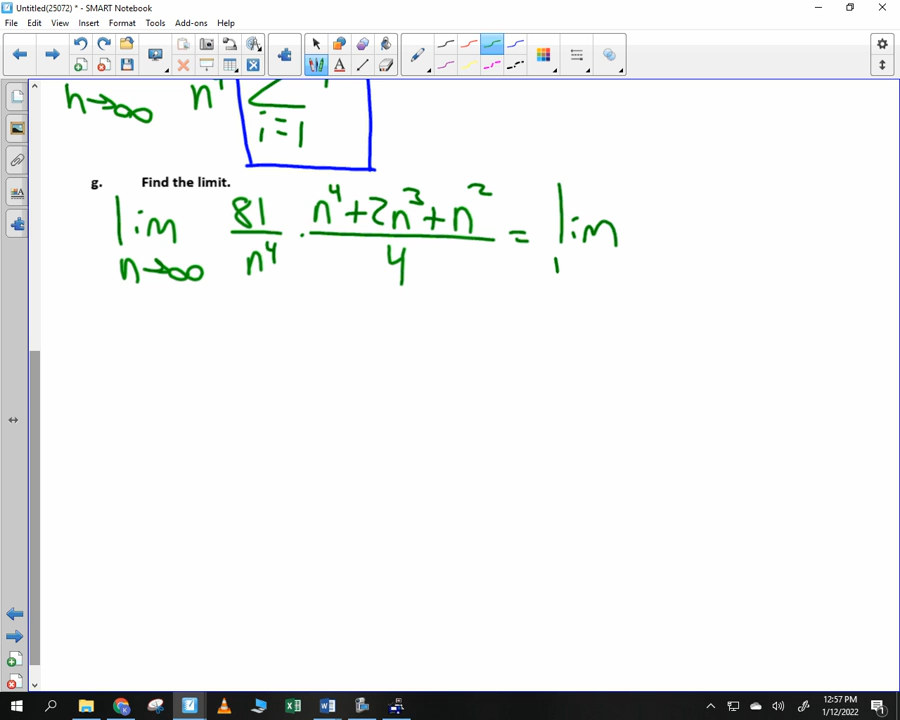 Untitled(25072) * - SMART Notebook
File Edit View Insert Format Tools Add-ons Help
n→∞ n⁴ Σ i=1
g. Find the limit.
lim n→∞ 81/n⁴ · (n⁴+2n³+n²)/4 = lim
12:57 PM
1/12/2022